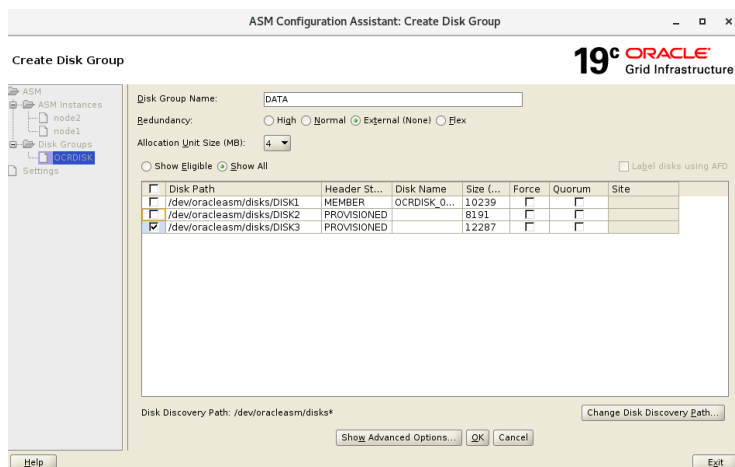 ASM Configuration Assistant: Create Disk Group
Create Disk Group
19c ORACLE
Grid Infrastructure
ASM
ASM Instances
node2
node1
Disk Groups
OCRDISK
Settings
Disk Group Name: DATA
Redundancy: High Normal External (None) Flex
Allocation Unit Size (MB): 4
Show Eligible Show All Label disks using AFD
Disk Path Header St... Disk Name Size (... Force Quorum Site
/dev/oracleasm/disks/DISK1 MEMBER OCRDISK_0... 10239
/dev/oracleasm/disks/DISK2 PROVISIONED 8191
/dev/oracleasm/disks/DISK3 PROVISIONED 12287
Disk Discovery Path: /dev/oracleasm/disks* Change Disk Discovery Path...
Show Advanced Options... OK Cancel
Help Exit